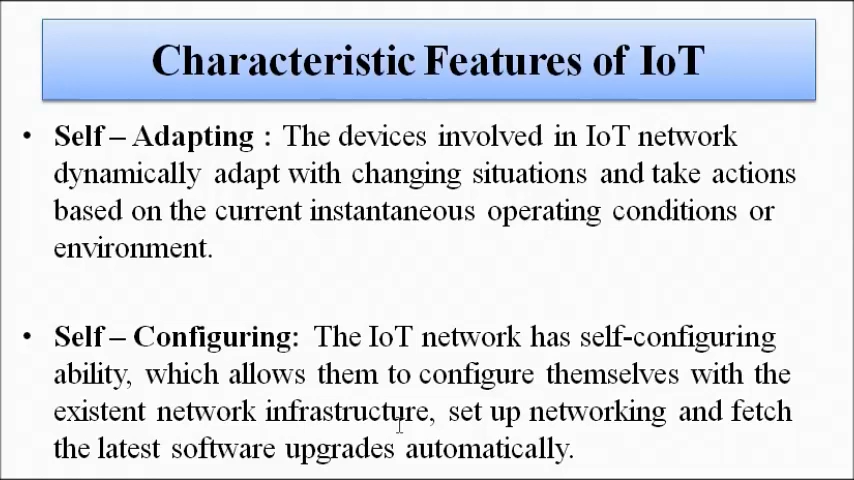 Characteristic Features of IoT
• Self – Adapting : The devices involved in IoT network
dynamically adapt with changing situations and take actions
based on the current instantaneous operating conditions or
environment.
• Self – Configuring: The IoT network has self-configuring
ability, which allows them to configure themselves with the
existent network infrastructure, set up networking and fetch
the latest software upgrades automatically.